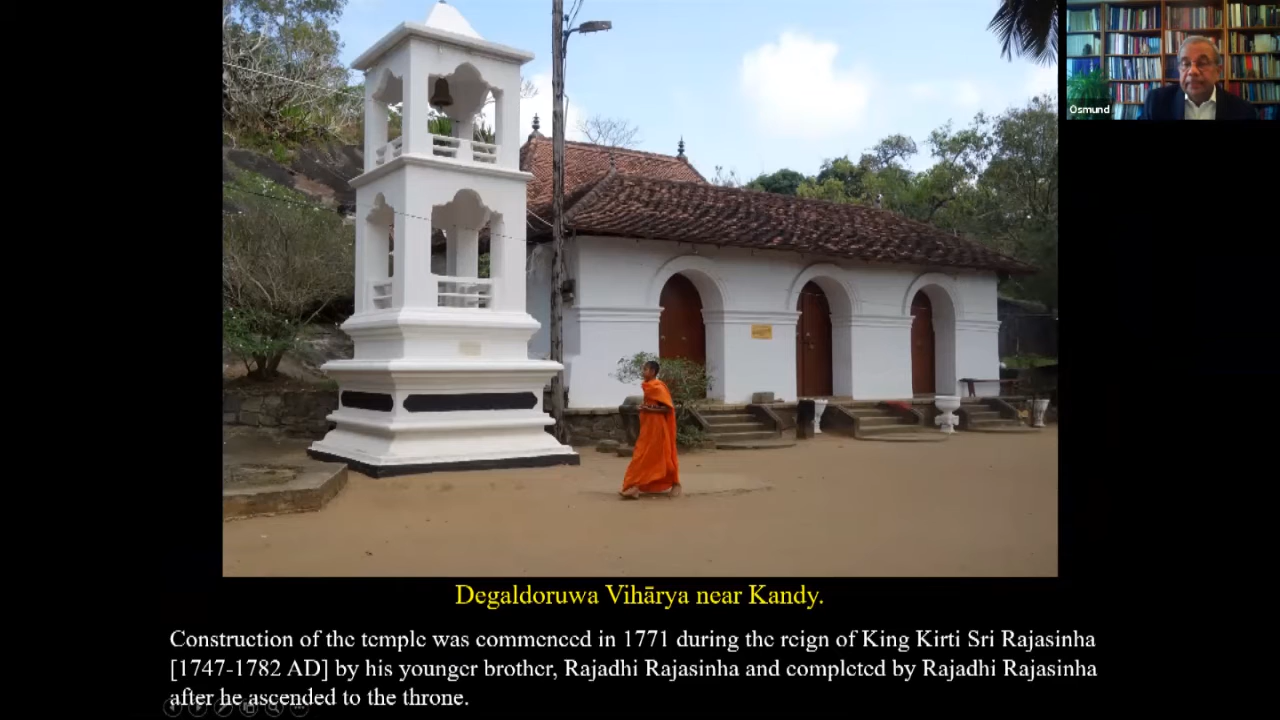 Osmund
Degaldoruwa Vihārya near Kandy.
Construction of the temple was commenced in 1771 during the reign of King Kirti Sri Rajasinha
[1747-1782 AD] by his younger brother, Rajadhi Rajasinha and completed by Rajadhi Rajasinha
after he ascended to the throne.